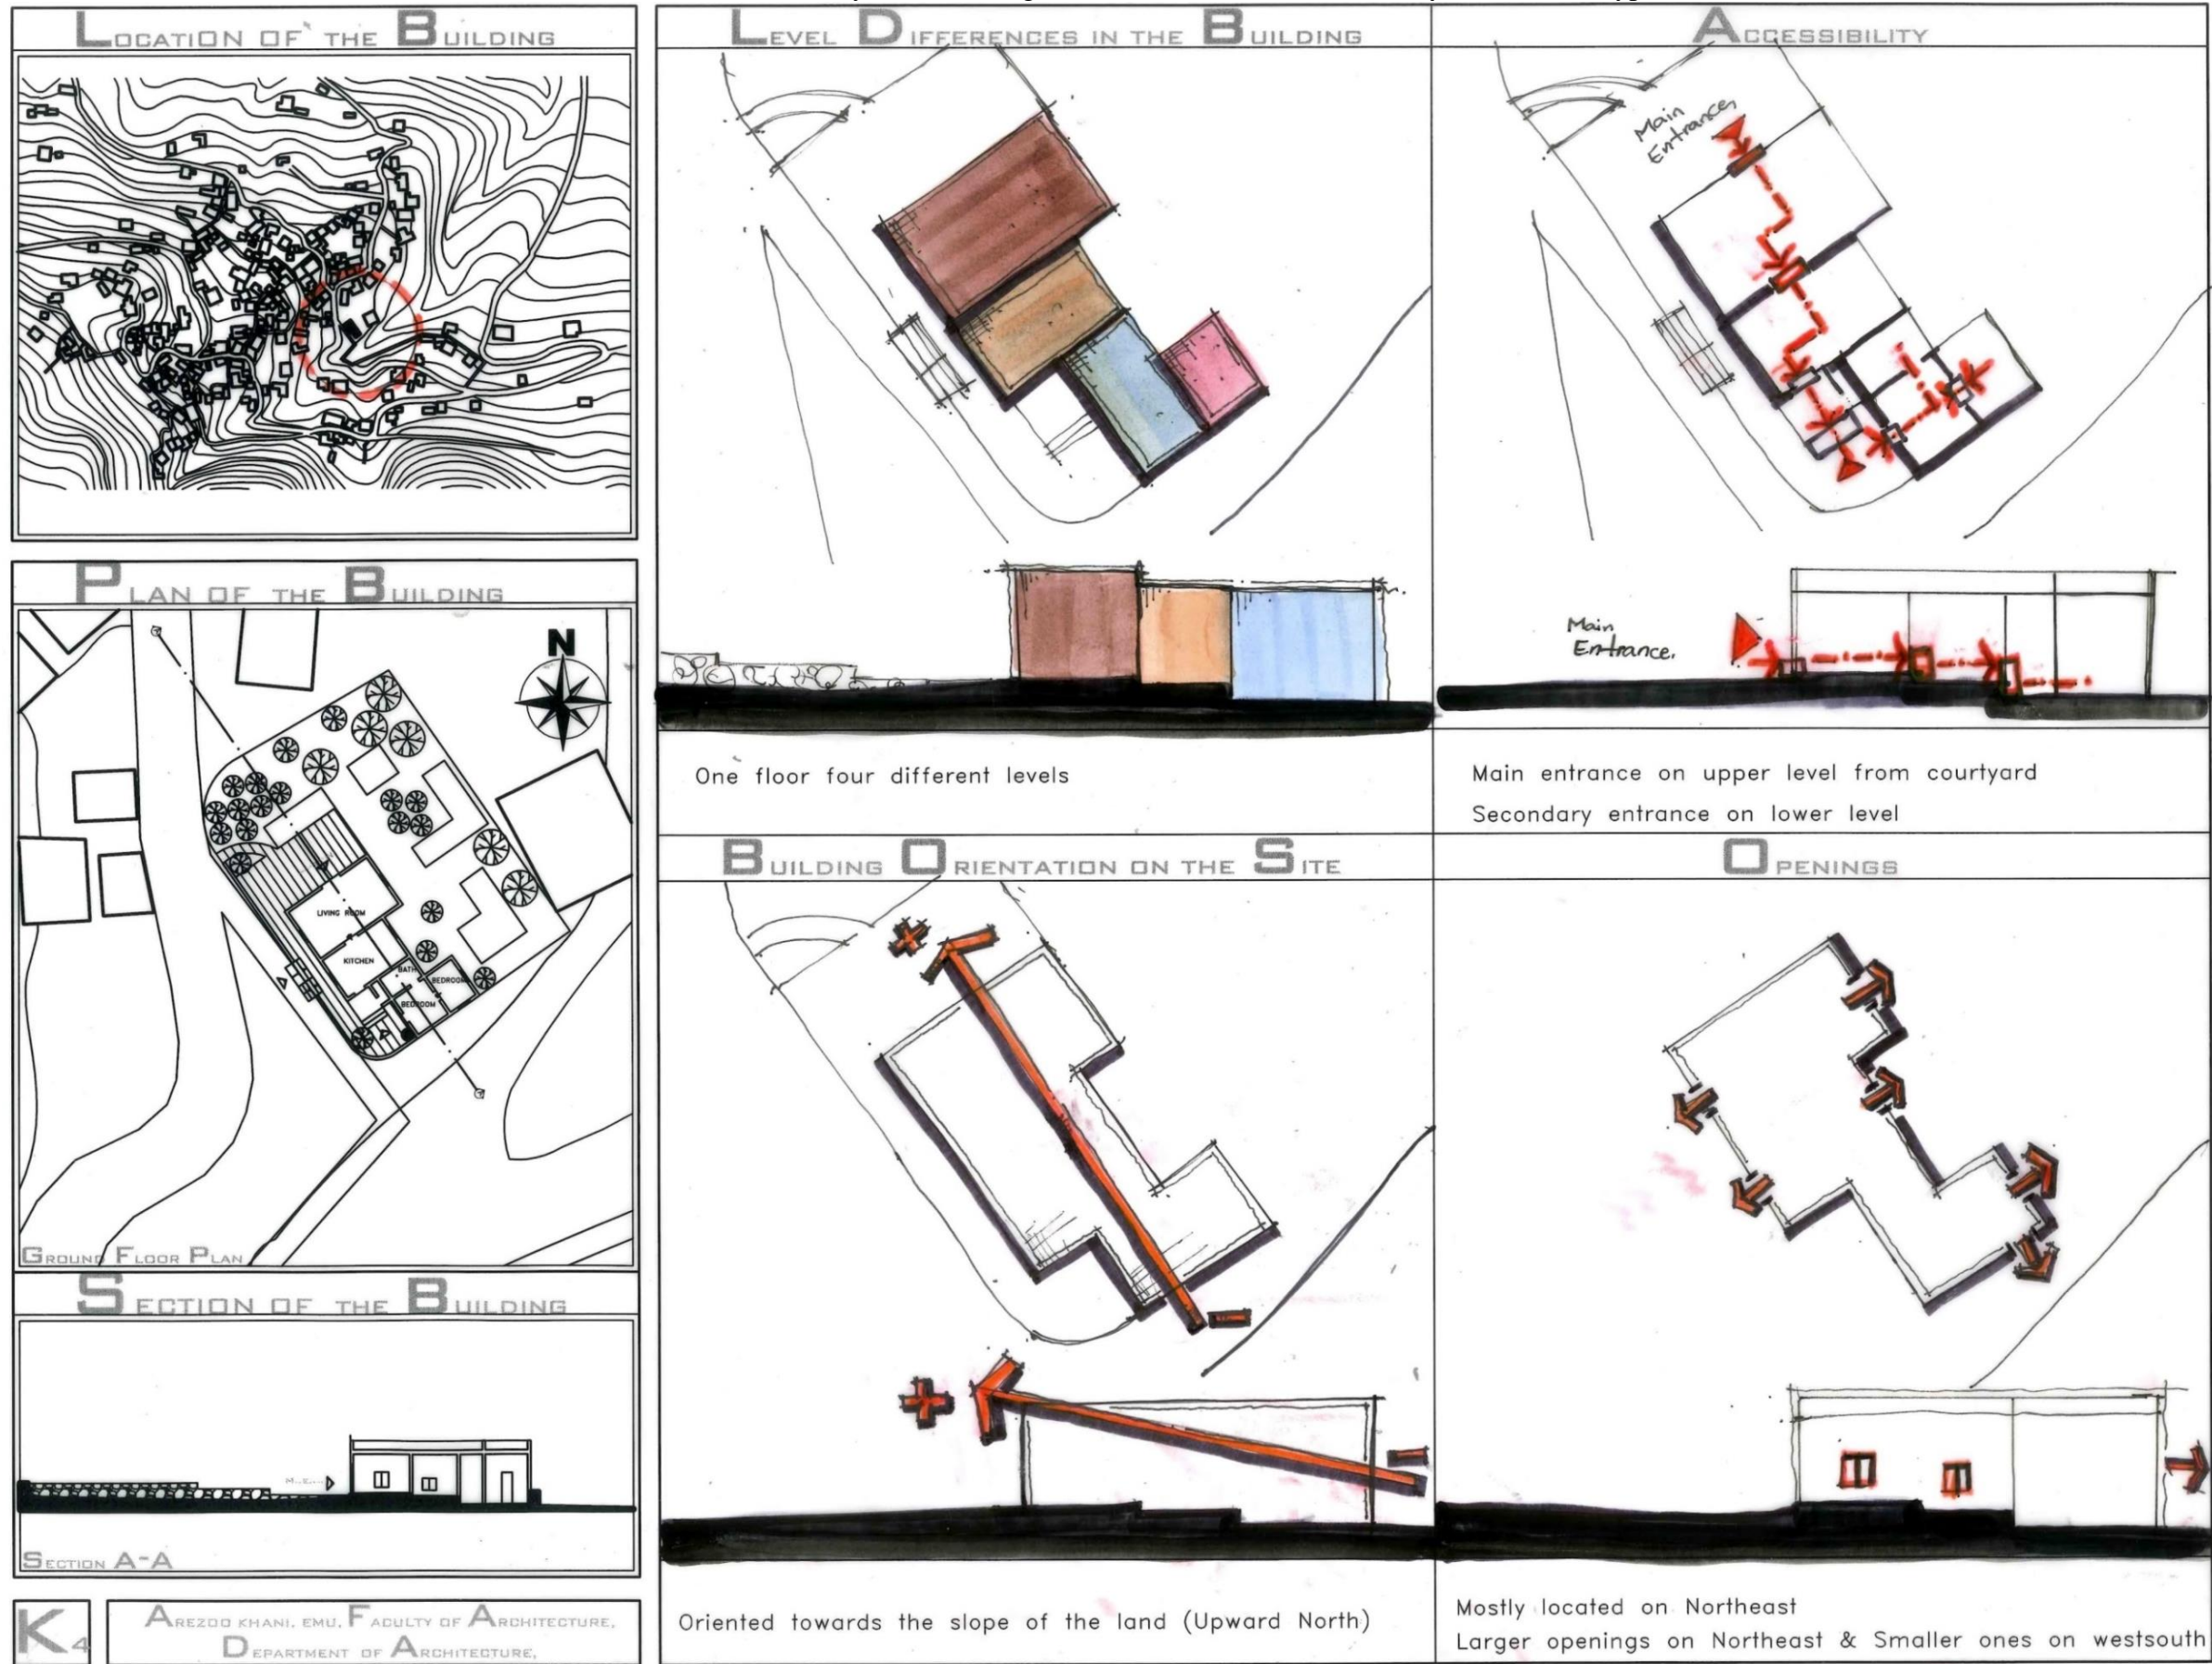 LOCATION OF THE BUILDING
PLAN OF THE BUILDING
N
LIVING ROOM
KITCHEN
BATH
BEDROOM
BEDROOM
GROUND FLOOR PLAN
SECTION OF THE BUILDING
SECTION A-A
K4
AREZOO KHANI, EMU, FACULTY OF ARCHITECTURE,
DEPARTMENT OF ARCHITECTURE,
LEVEL DIFFERENCES IN THE BUILDING
One floor four different levels
ACCESSIBILITY
Main
Entrance
Main
Entrance.
Main entrance on upper level from courtyard
Secondary entrance on lower level
BUILDING ORIENTATION ON THE SITE
Oriented towards the slope of the land (Upward North)
OPENINGS
Mostly located on Northeast
Larger openings on Northeast & Smaller ones on westsouth